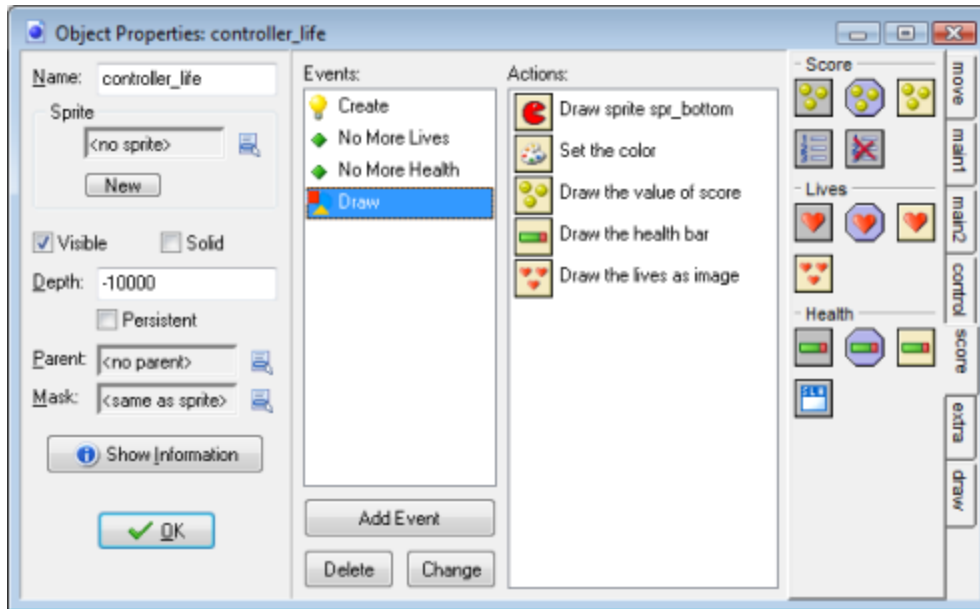 Object Properties: controller_life
Name: controller_life
Sprite
<no sprite>
New
Visible
Solid
Depth: -10000
Persistent
Parent: <no parent>
Mask: <same as sprite>
Show Information
OK
Events:
Create
No More Lives
No More Health
Draw
Add Event
Delete
Change
Actions:
Draw sprite spr_bottom
Set the color
Draw the value of score
Draw the health bar
Draw the lives as image
Score
Lives
Health
move
main1
main2
control
score
extra
draw